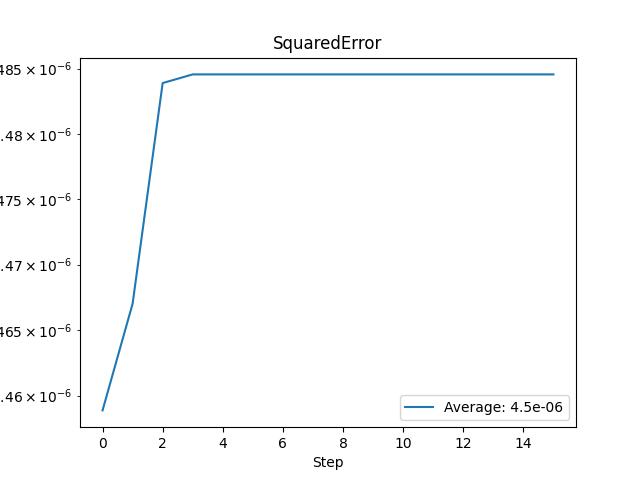 SquaredError
485 × 10⁻⁶
.48 × 10⁻⁶
475 × 10⁻⁶
.47 × 10⁻⁶
465 × 10⁻⁶
.46 × 10⁻⁶
Average: 4.5e-06
0 2 4 6 8 10 12 14
Step